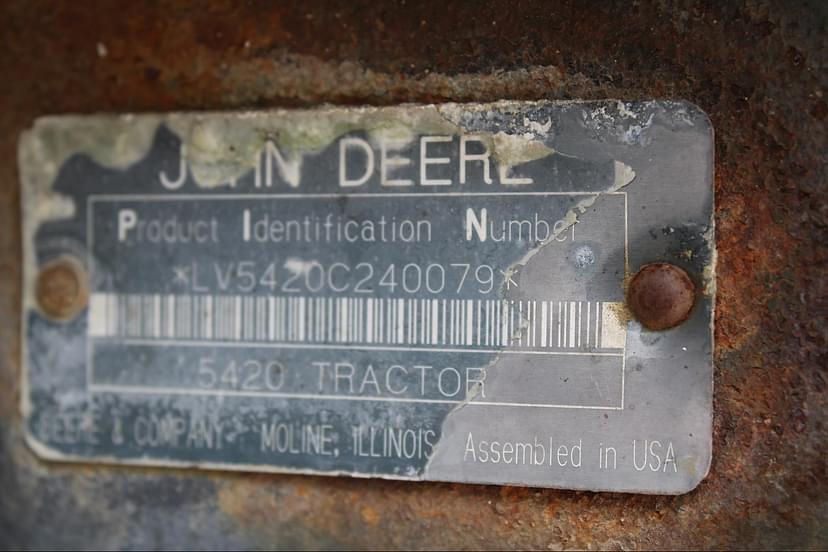 JOHN DEERE
Product Identification Number
*LV5420C240079*
5420 TRACTOR
DEERE & COMPANY MOLINE, ILLINOIS Assembled in USA